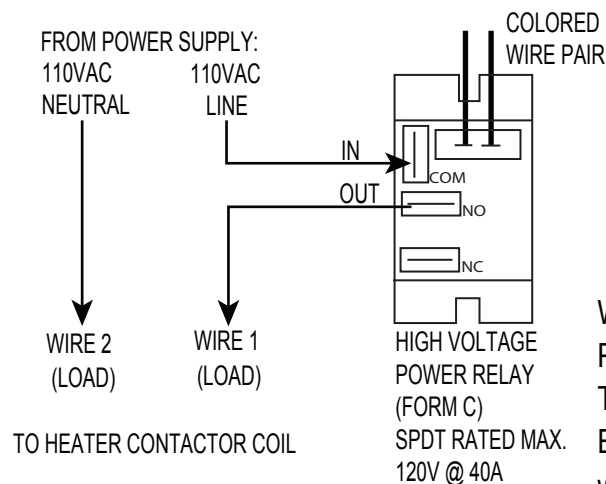 FROM POWER SUPPLY:
110VAC
NEUTRAL
110VAC
LINE
COLORED
WIRE PAIR
IN
COM
OUT
NO
NC
WIRE 2
(LOAD)
WIRE 1
(LOAD)
TO HEATER CONTACTOR COIL
HIGH VOLTAGE
POWER RELAY
(FORM C)
SPDT RATED MAX.
120V @ 40A